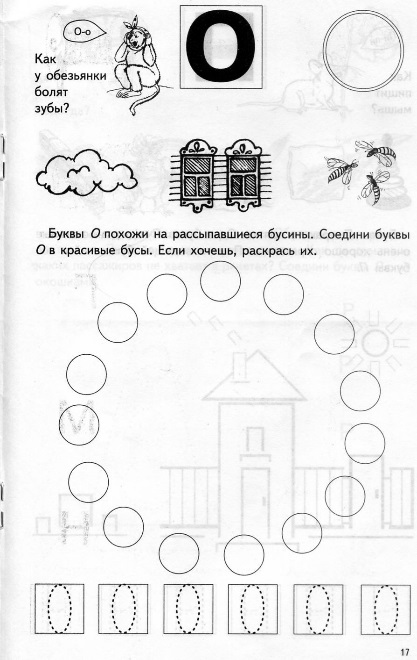 О-о
О
Как
у обезьянки
болят
зубы?
Буквы О похожи на рассыпавшиеся бусины. Соедини буквы
О в красивые бусы. Если хочешь, раскрась их.
О О О О О О
17